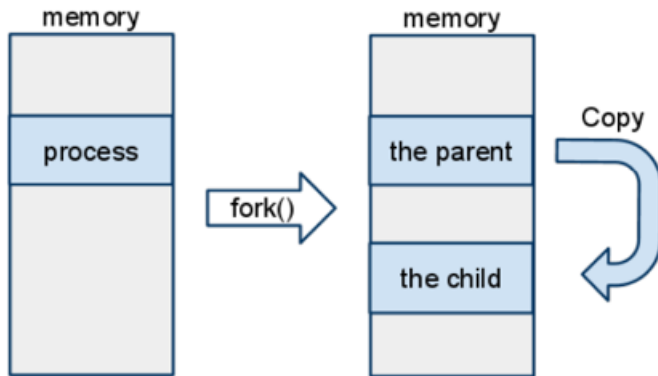 memory
process
fork()
memory
the parent
the child
Copy